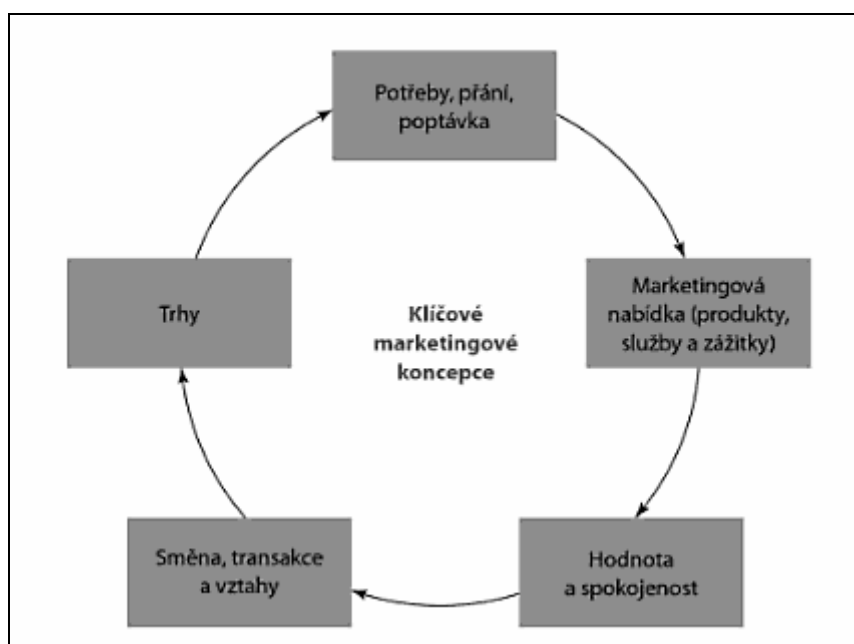 Potřeby, přání,
poptávka
Marketingová
nabídka (produkty,
služby a zážitky)
Hodnota
a spokojenost
Směna, transakce
a vztahy
Trhy
Klíčové
marketingové
koncepce